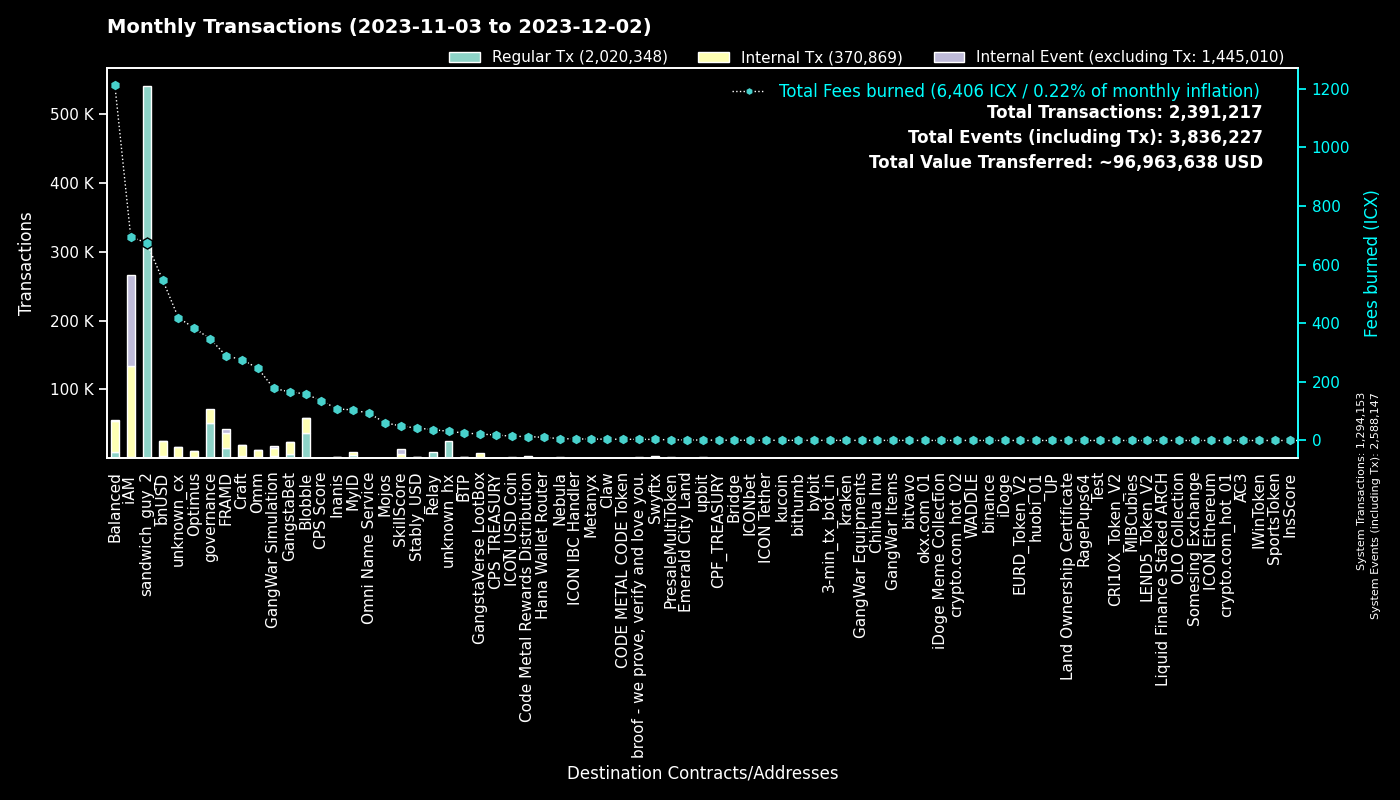 Monthly Transactions (2023-11-03 to 2023-12-02)
Regular Tx (2,020,348)
Internal Tx (370,869)
Internal Event (excluding Tx: 1,445,010)
Total Fees burned (6,406 ICX / 0.22% of monthly inflation)
Total Transactions: 2,391,217
Total Events (including Tx): 3,836,227
Total Value Transferred: ~96,963,638 USD
Transactions
500 K
400 K
300 K
200 K
100 K
1200
1000
800
600
400
200
0
Fees burned (ICX)
System Transactions: 1,294,153
System Events (including Tx): 2,588,147
Balanced
iAM
sandwich_guy_2
bnUSD
unknown_cx
Optimus
governance
FRAMD
Craft
Omm
GangWar Simulation
GangstaBet
Blobble
CPS Score
Inanis
MyID
Omni Name Service
Mojos
SkillScore
Stably_USD
Relay
unknown_hx
BTP
GangstaVerse LootBox
CPS_TREASURY
ICON USD Coin
Code Metal Rewards Distribution
Hana Wallet Router
Nebula
ICON IBC Handler
Metanyx
Claw
CODE METAL CODE Token
broof - we prove, verify and love you.
Swyftx
PresaleMultiToken
Emerald City Land
upbit
CPF_TREASURY
Bridge
ICONbet
ICON Tether
kucoin
bithumb
bybit
3-min_tx_bot_in
kraken
GangWar Equipments
Chihua Inu
GangWar Items
bitvavo
okx.com_01
iDoge Meme Collection
crypto.com_hot_02
WADDLE
binance
iDoge
EURD_Token_V2
huobi_01
UP
Land Ownership Certificate
RagePups64
Test
CRI10X_Token_V2
MIBCubies
LEND5_Token_V2
Liquid Finance Staked ARCH
OLO Collection
Somesing Exchange
ICON Ethereum
crypto.com_hot_01
AC3
IWinToken
SportsToken
InsScore
Destination Contracts/Addresses